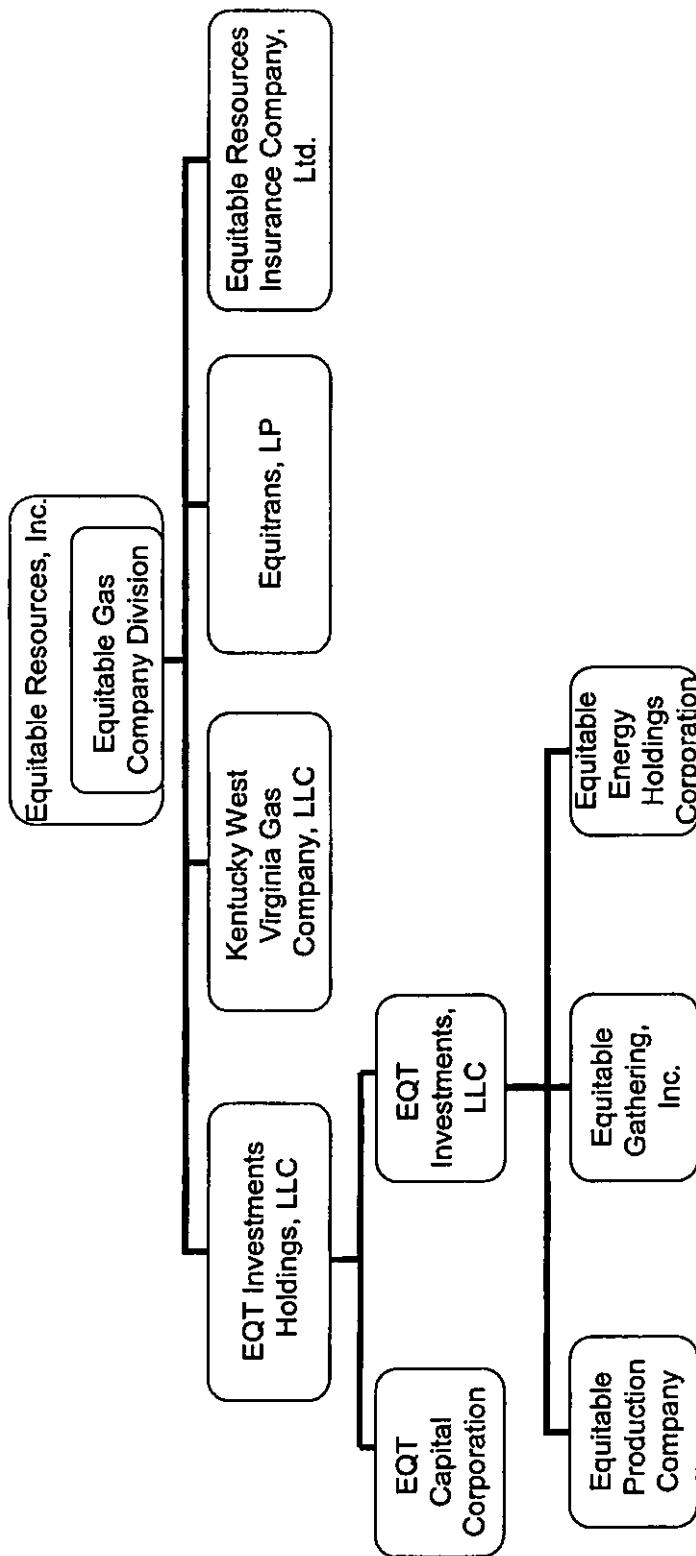 Equitable Resources, Inc.
Equitable Gas
Company Division
EQT Investments
Holdings, LLC
Kentucky West
Virginia Gas
Company, LLC
Equitrans, LP
Equitable Resources
Insurance Company,
Ltd.
EQT
Capital
Corporation
EQT
Investments,
LLC
Equitable
Production
Company
Equitable
Gathering,
Inc.
Equitable
Energy
Holdings
Corporation